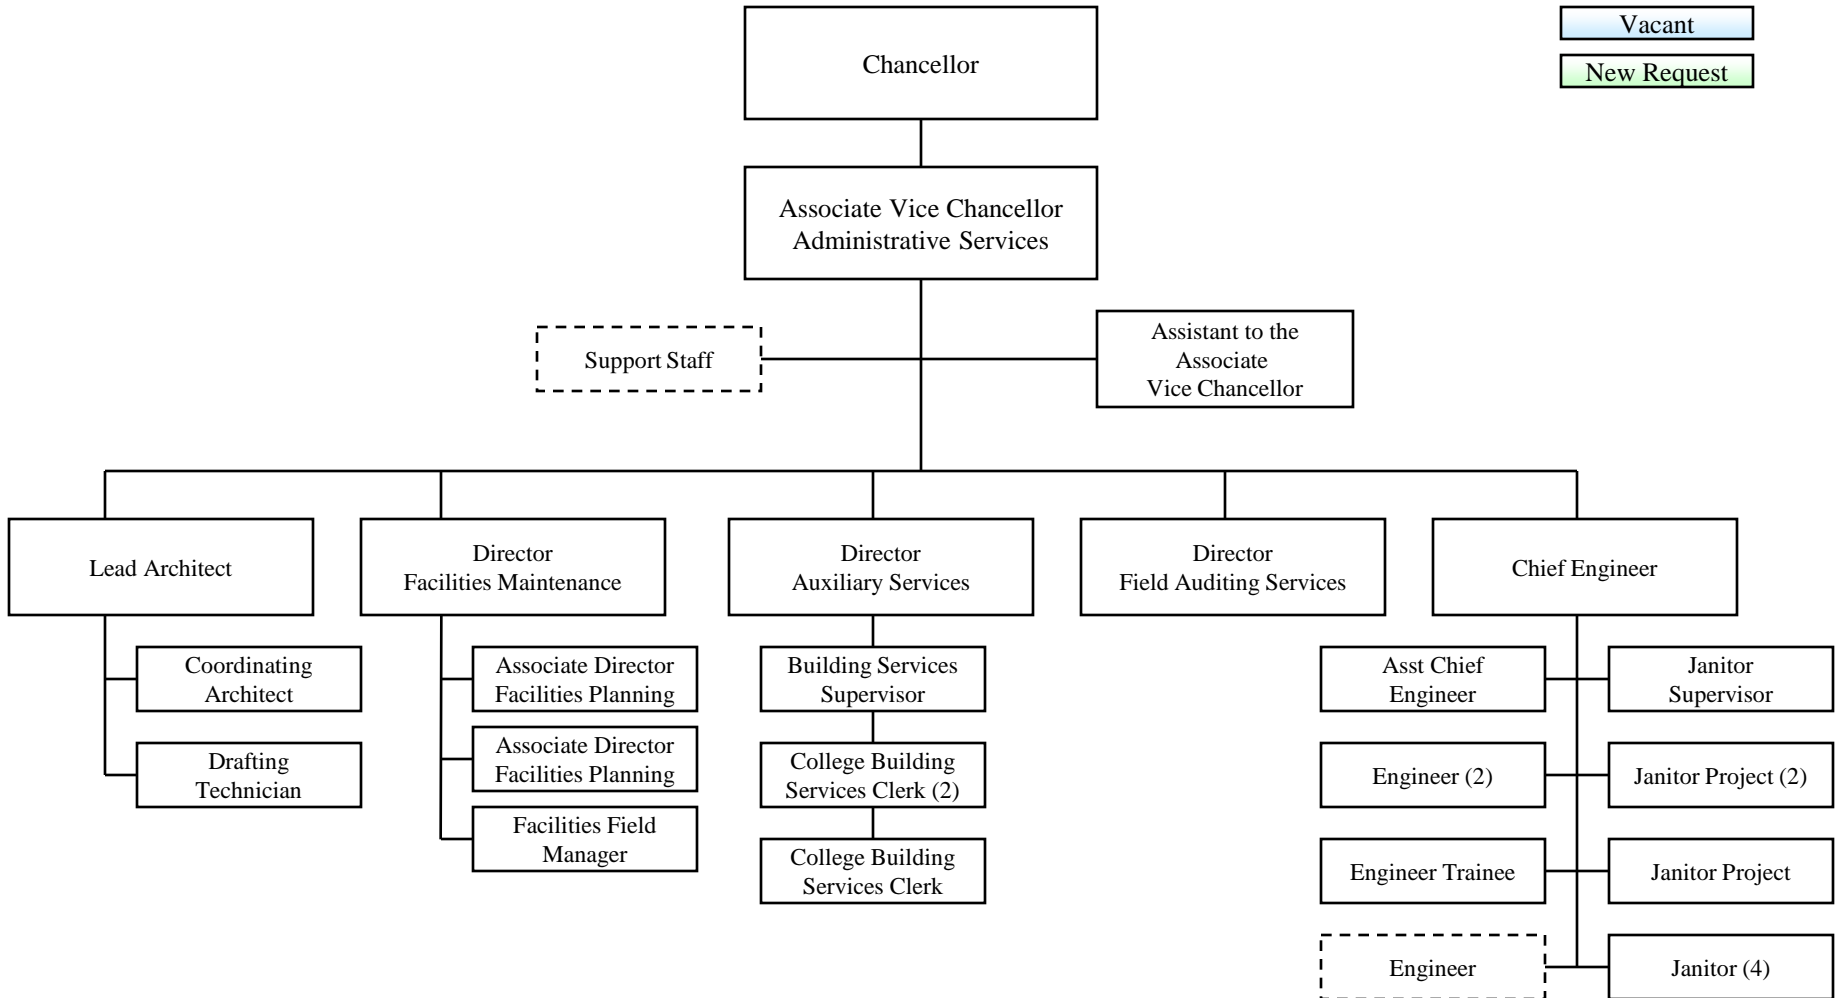 Chancellor
Vacant
New Request
Associate Vice Chancellor
Administrative Services
Support Staff
Assistant to the
Associate
Vice Chancellor
Lead Architect
Director
Facilities Maintenance
Director
Auxiliary Services
Director
Field Auditing Services
Chief Engineer
Coordinating
Architect
Drafting
Technician
Associate Director
Facilities Planning
Associate Director
Facilities Planning
Facilities Field
Manager
Building Services
Supervisor
College Building
Services Clerk (2)
College Building
Services Clerk
Asst Chief
Engineer
Janitor
Supervisor
Engineer (2)
Janitor Project (2)
Engineer Trainee
Janitor Project
Engineer
Janitor (4)